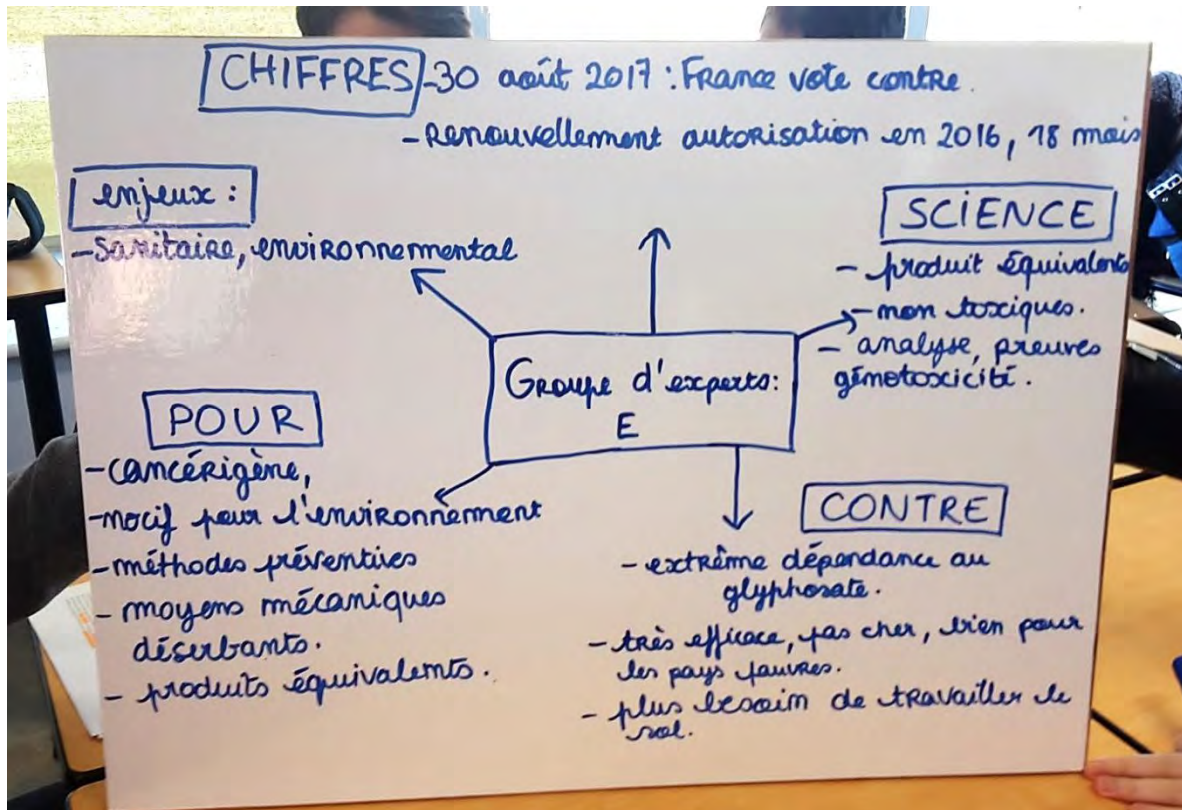 CHIFFRES -30 août 2017 : France vote contre.
- Renouvellement autorisation en 2016, 18 mois
enjeux :
- Sanitaire, environnemental
SCIENCE
- produit équivalents
- non toxiques.
- analyse, preuves
génotoxicité.
Groupe d'experts:
E
POUR
- cancérigène,
- nocif pour l'environnement
- méthodes préventives
- moyens mécaniques
déserbants.
- produits équivalents.
CONTRE
- extrême dépendance au
glyphosate.
- très efficace, pas cher, bien pour
les pays pauvres.
- plus besoin de travailler le
sol.